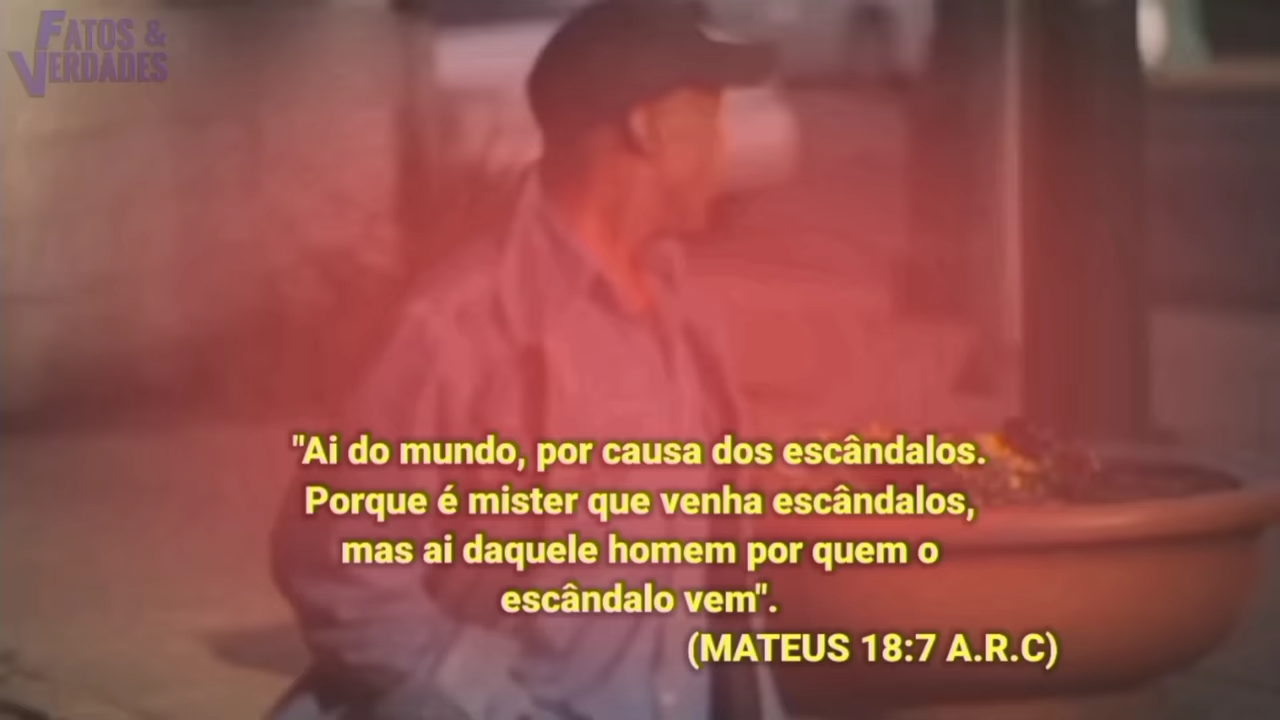 FATOS &
VERDADES
"Ai do mundo, por causa dos escândalos.
Porque é mister que venha escândalos,
mas ai daquele homem por quem o
escândalo vem".
(MATEUS 18:7 A.R.C)